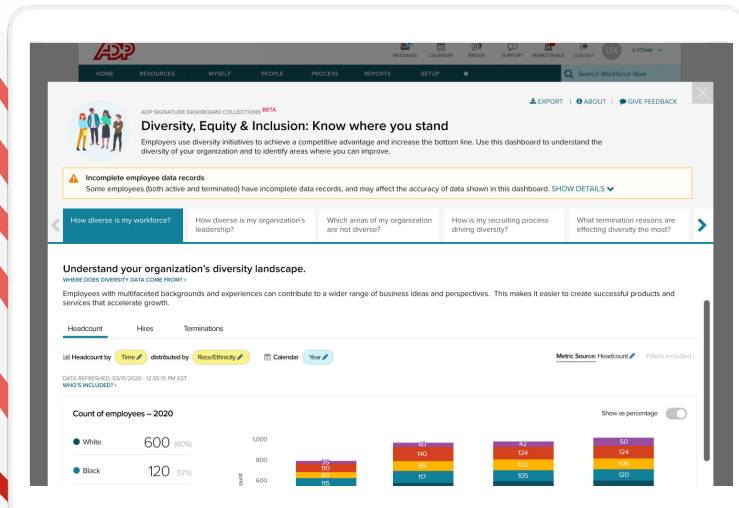 ADP
MESSAGES CALENDAR BRIDGE SUPPORT MARKETPLACE LOG OUT UX U XTEAM
HOME RESOURCES MYSELF PEOPLE PROCESS REPORTS SETUP Search Workforce Now
EXPORT | ABOUT | GIVE FEEDBACK
ADP SIGNATURE DASHBOARD COLLECTIONS BETA
Diversity, Equity & Inclusion: Know where you stand
Employers use diversity initiatives to achieve a competitive advantage and increase the bottom line. Use this dashboard to understand the
diversity of your organization and to identify areas where you can improve.
Incomplete employee data records
Some employees (both active and terminated) have incomplete data records, and may affect the accuracy of data shown in this dashboard. SHOW DETAILS
How diverse is my workforce?
How diverse is my organization's
leadership?
Which areas of my organization
are not diverse?
How is my recruiting process
driving diversity?
What termination reasons are
effecting diversity the most?
Understand your organization's diversity landscape.
WHERE DOES DIVERSITY DATA COME FROM? ›
Employees with multifaceted backgrounds and experiences can contribute to a wider range of business ideas and perspectives. This makes it easier to create successful products and
services that accelerate growth.
Headcount Hires Terminations
Headcount by Time distributed by Race/Ethnicity Calendar Year Metric Source: Headcount Filters Included ›
DATA REFRESHED: 03/15/2020 - 12:35:15 PM EST
WHO'S INCLUDED? ›
Count of employees – 2020 Show as percentage
White 600 (60%)
Black 120 (12%)
1,000
800
600
35
110
80
115
40
140
95
117
42
124
102
105
50
124
106
120